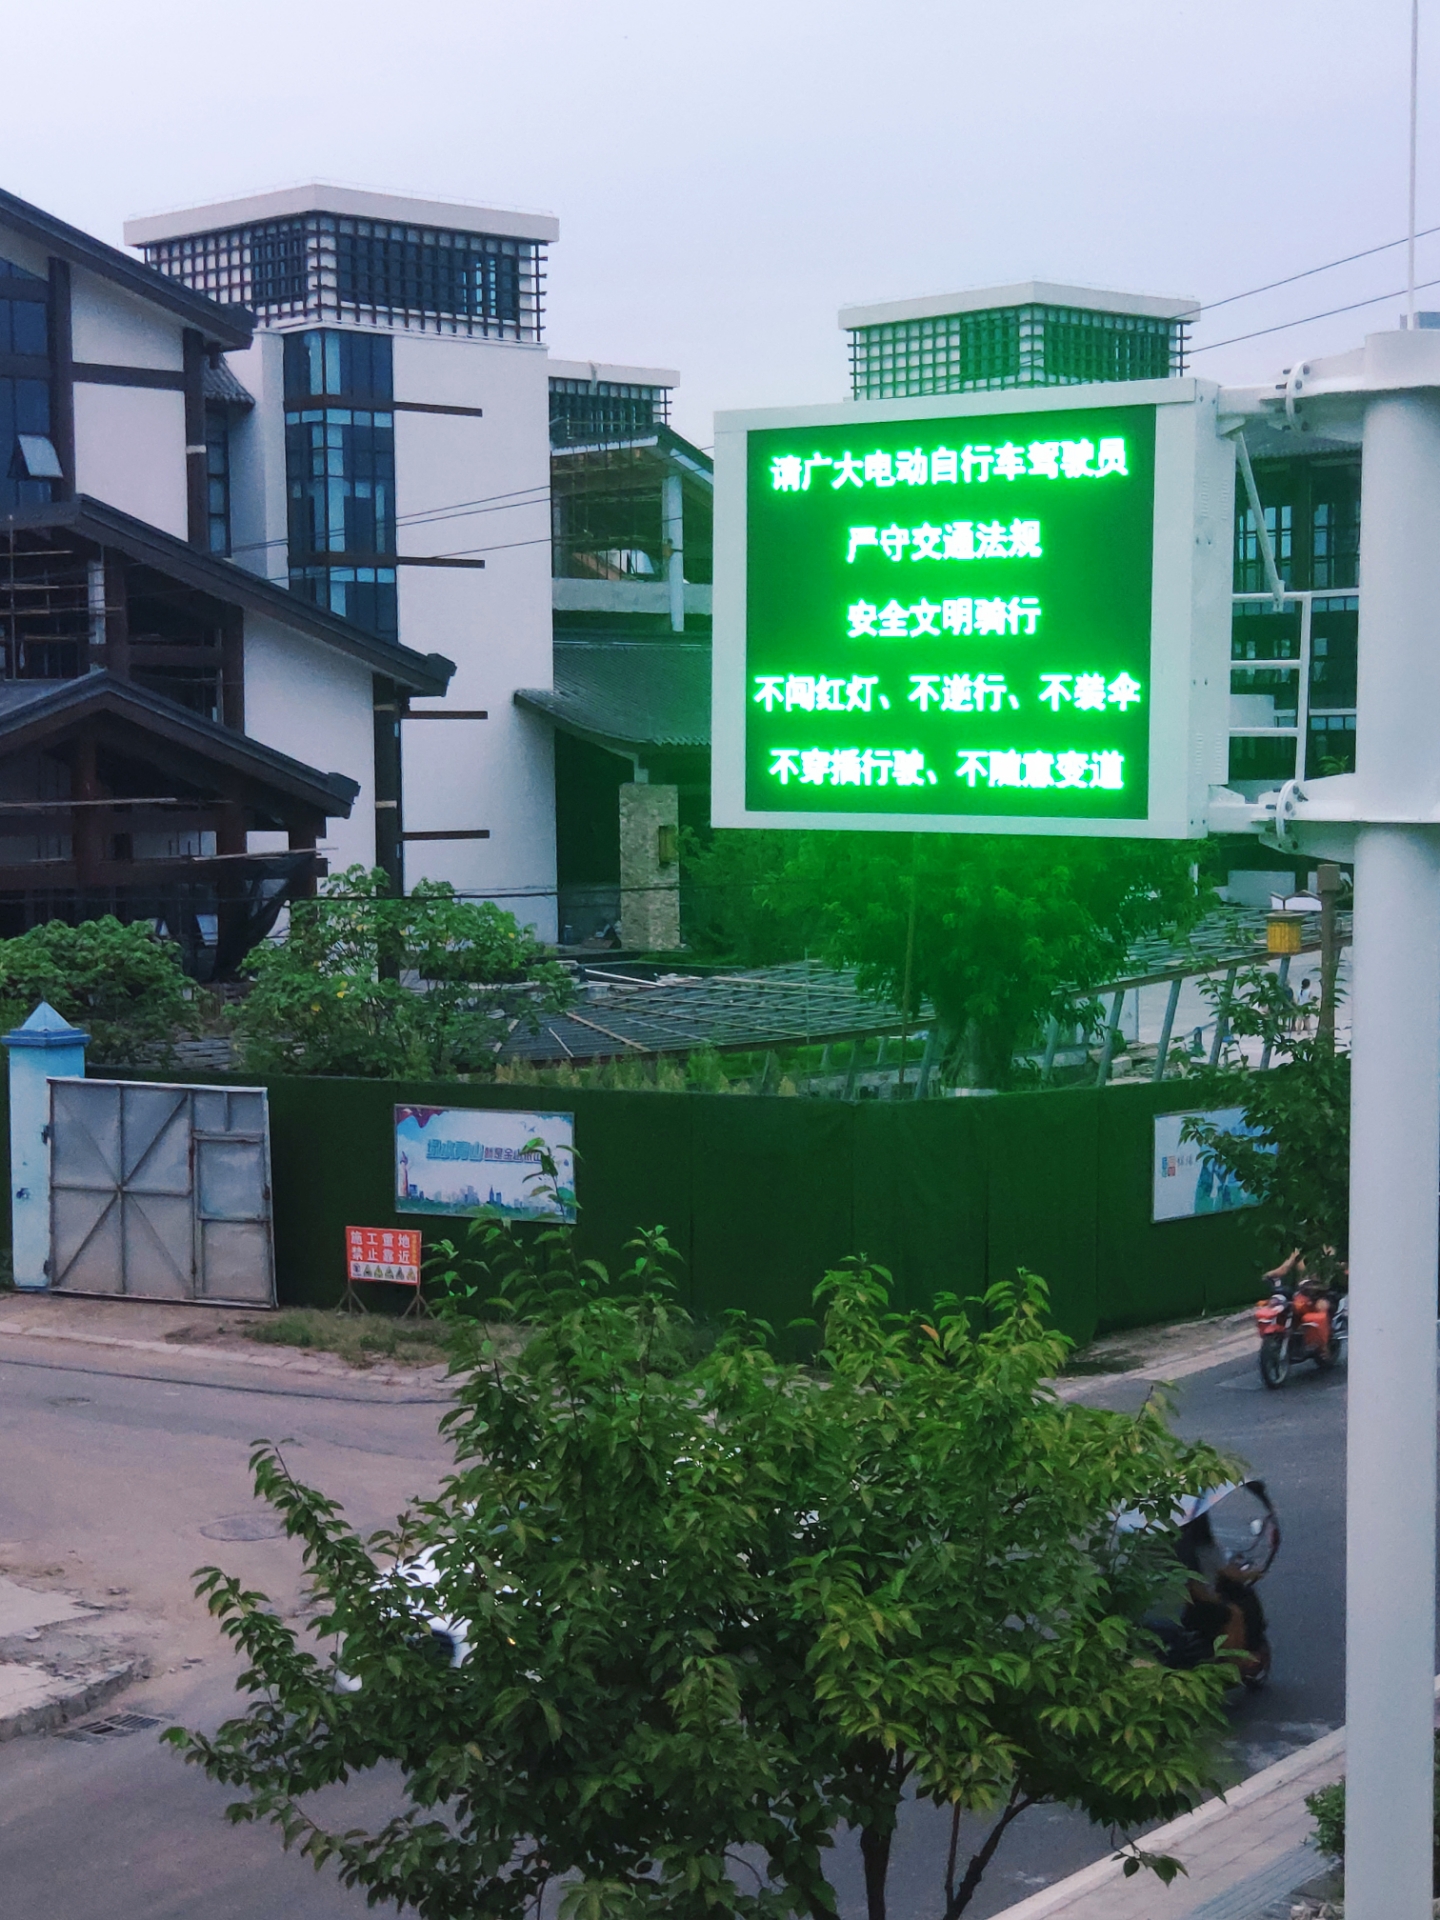 请广大电动自行车驾驶员
严守交通法规
安全文明骑行
不闯红灯、不逆行、不装伞
不穿插行驶、不随意变道
施工重地
禁止靠近